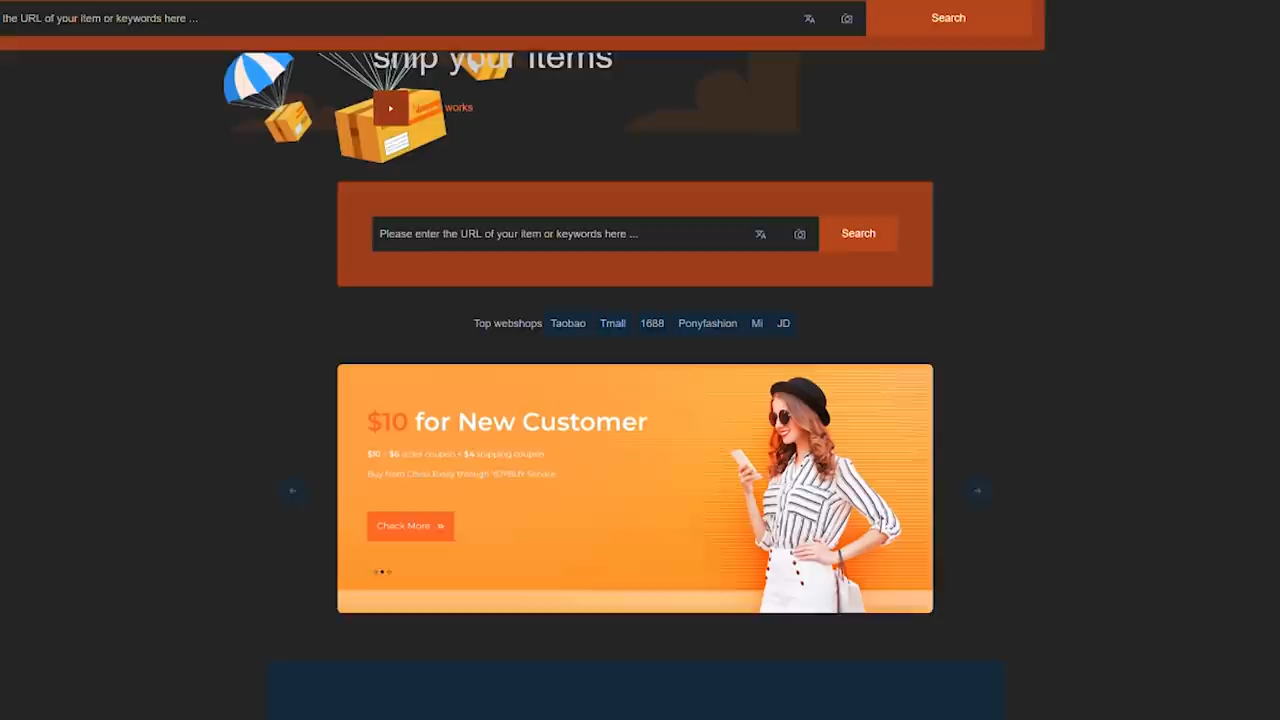 the URL of your item or keywords here ...
Search
ship your items
works
Please enter the URL of your item or keywords here ...
Search
Top webshops Taobao Tmall 1688 Ponyfashion Mi JD
$10 for New Customer
$10 = $6 order coupon + $4 shipping coupon
Buy from China Easily through YOYBUY Service
Check More »